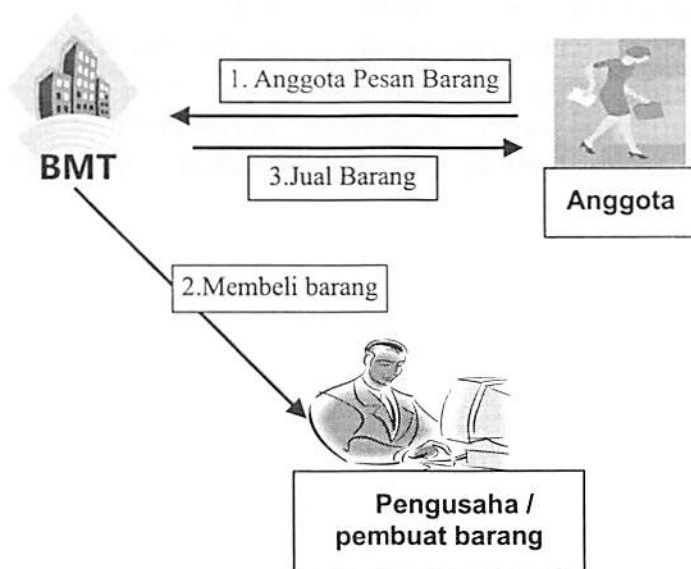 1. Anggota Pesan Barang
BMT
3.Jual Barang
Anggota
2.Membeli barang
Pengusaha /
pembuat barang